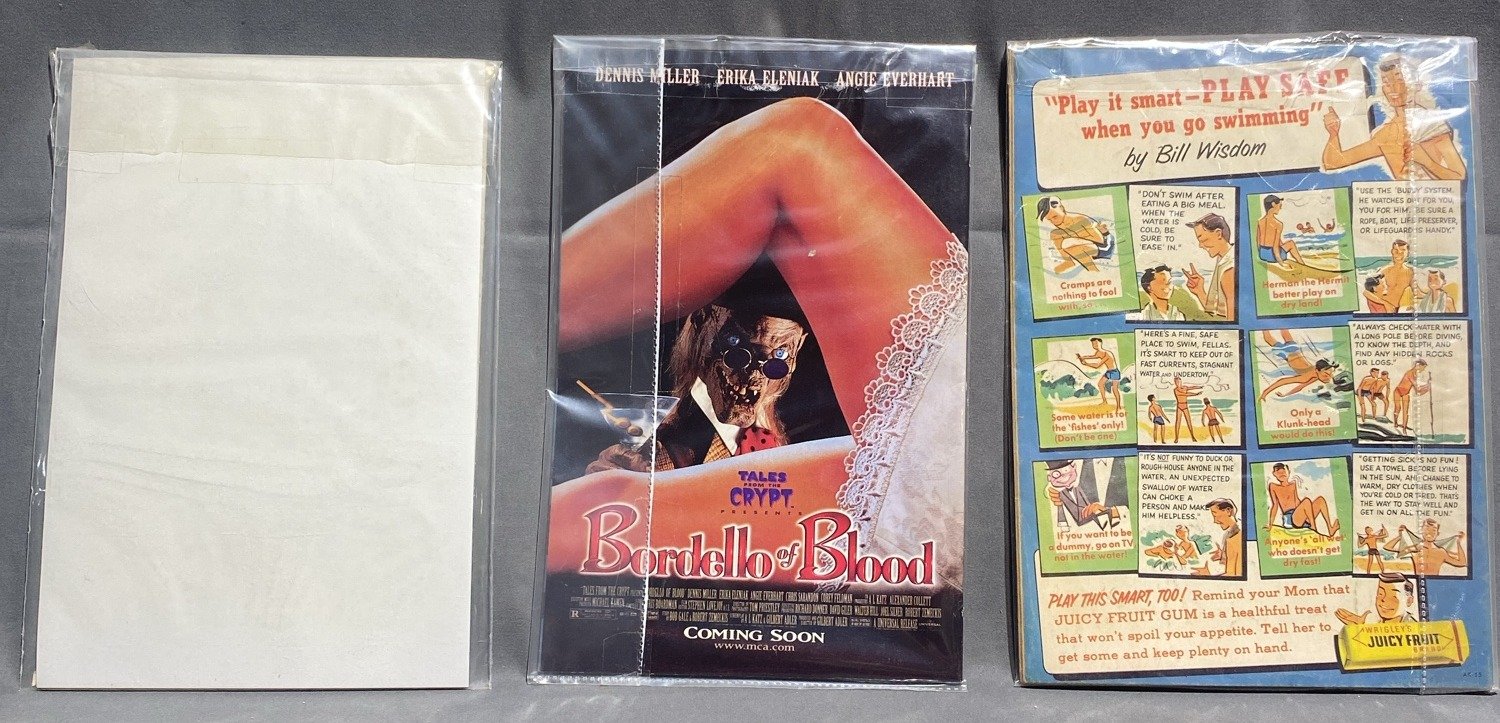 DENNIS MILLER ERIKA ELENIAK ANGIE EVERHART
TALES
FROM THE
CRYPT
PRESENTS
Bordello of Blood
COMING SOON
www.mca.com
"Play it smart—PLAY SAFE
when you go swimming"
by Bill Wisdom
Cramps are
nothing to fool
with, so...
"DON'T SWIM AFTER
EATING A BIG MEAL.
WHEN THE
WATER IS
COLD, BE
SURE TO
'EASE' IN."
Herman the Hermit
better play on
dry land!
"USE THE 'BUDDY' SYSTEM.
HE WATCHES OUT FOR YOU,
YOU FOR HIM. BE SURE A
ROPE, BOAT, LIFE PRESERVER,
OR LIFEGUARD IS HANDY."
Some water is for
the 'fishes' only!
(Don't be one)
"HERE'S A FINE, SAFE
PLACE TO SWIM, FELLAS.
IT'S SMART TO KEEP OUT OF
FAST CURRENTS, STAGNANT
WATER AND UNDERTOW."
Only a
Klunk-head
would do this!
"ALWAYS CHECK WATER WITH
A LONG POLE BEFORE DIVING,
TO KNOW THE DEPTH, AND
FIND ANY HIDDEN ROCKS
OR LOGS."
If you want to be
a dummy, go on TV
not in the water!
"IT'S NOT FUNNY TO DUCK OR
ROUGH-HOUSE ANYONE IN THE
WATER, AN UNEXPECTED
SWALLOW OF WATER
CAN CHOKE A
PERSON AND MAKE
HIM HELPLESS."
Anyone's 'all wet'
who doesn't get
dry fast!
"GETTING SICK IS NO FUN!
USE A TOWEL BEFORE LYING
IN THE SUN, AND CHANGE TO
WARM, DRY CLOTHES WHEN
YOU'RE COLD OR TIRED. THAT'S
THE WAY TO STAY WELL AND
GET IN ON ALL THE FUN."
PLAY THIS SMART, TOO! Remind your Mom that
JUICY FRUIT GUM is a healthful treat
that won't spoil your appetite. Tell her to
get some and keep plenty on hand.
WRIGLEY'S
JUICY FRUIT